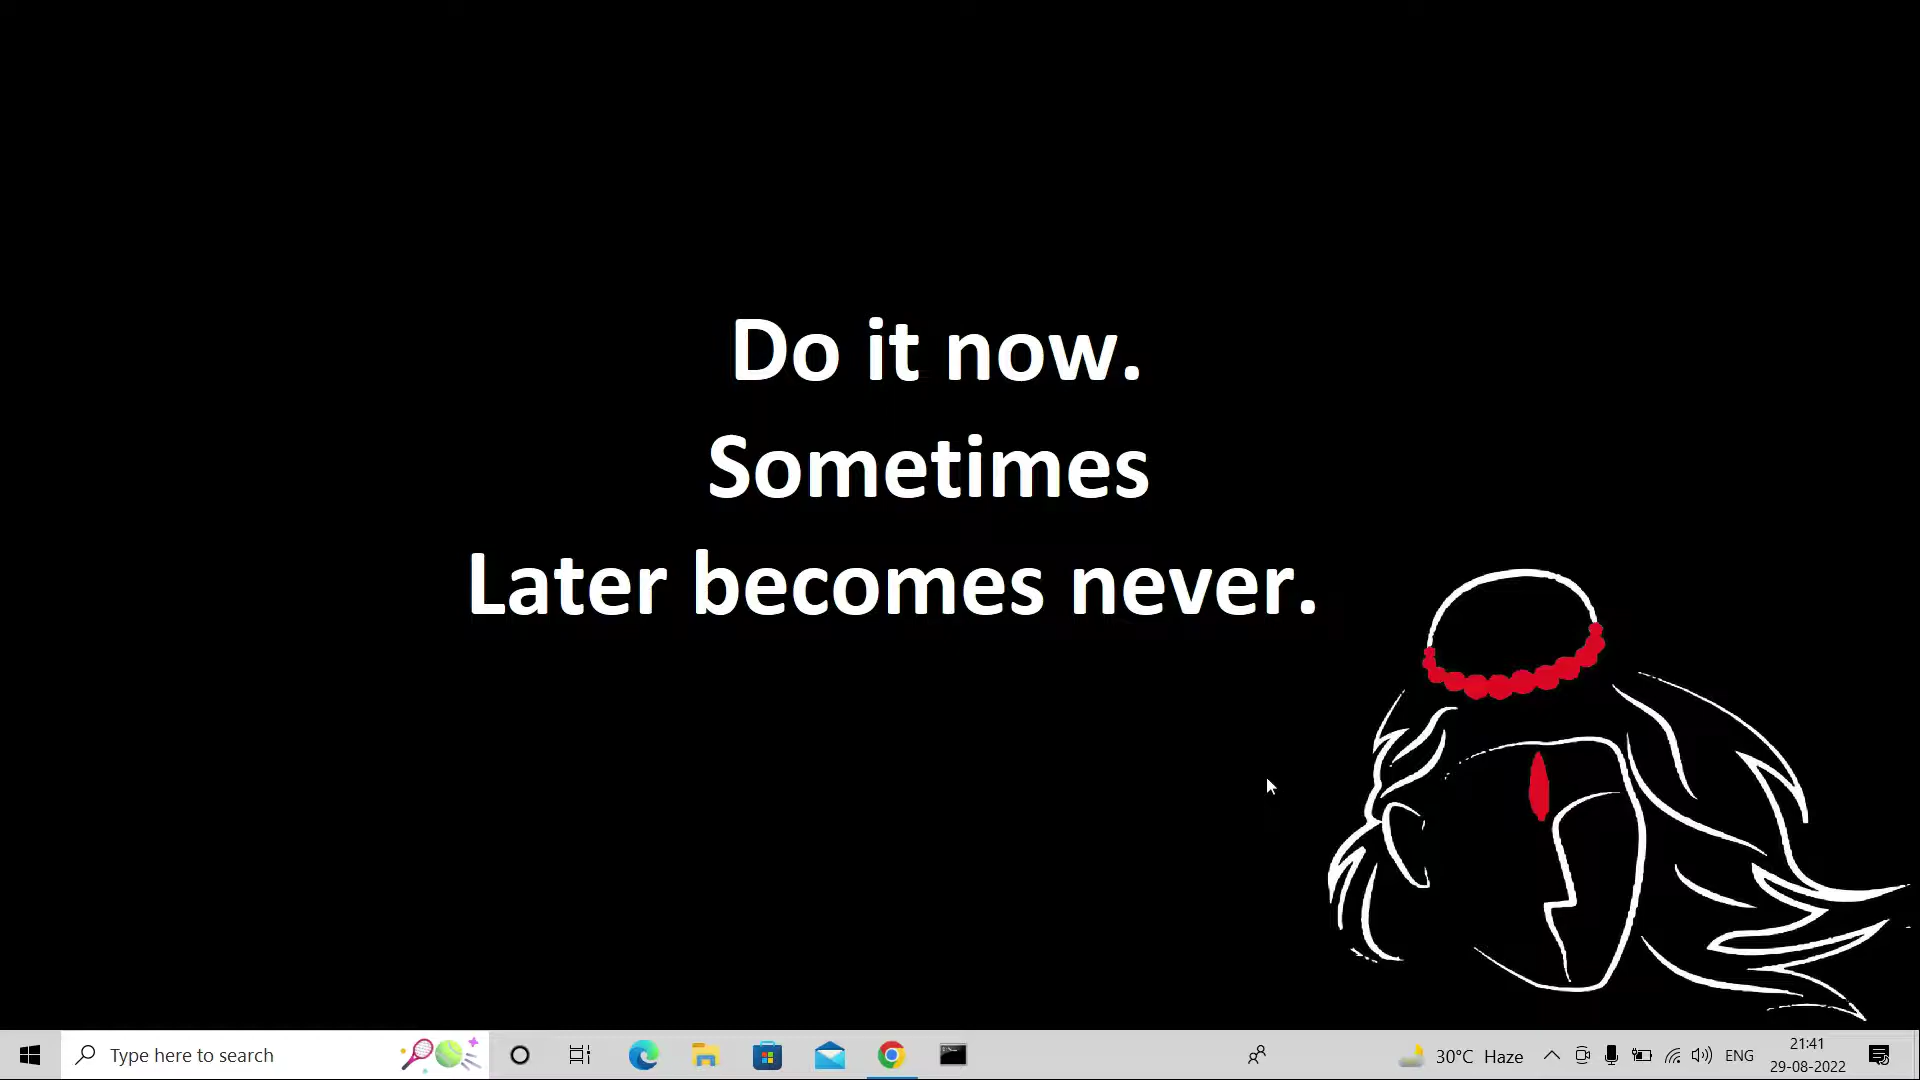 Do it now.
Sometimes
Later becomes never.
Type here to search
30°C Haze
ENG
21:41
29-08-2022